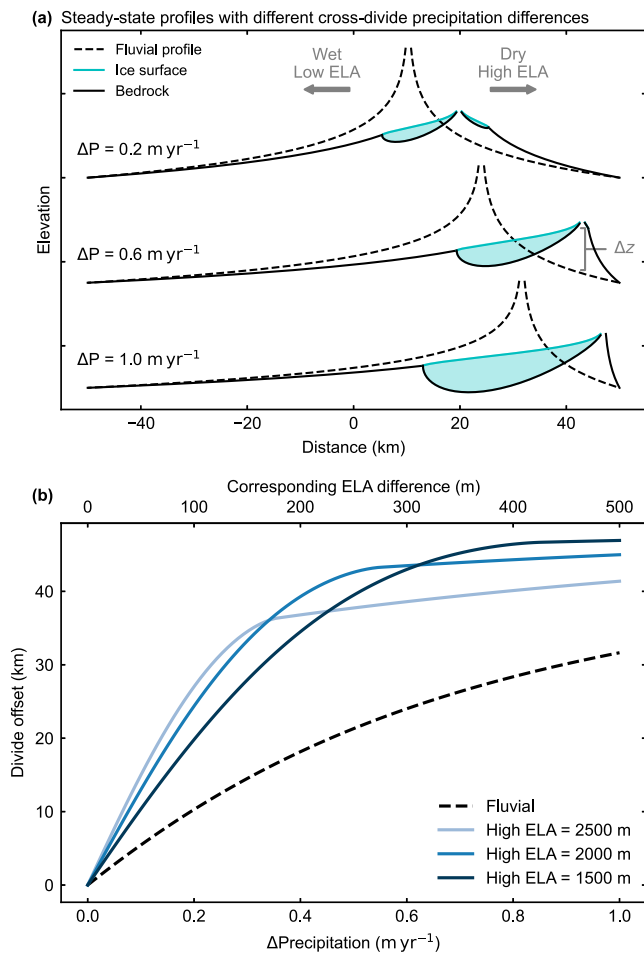 (a) Steady-state profiles with different cross-divide precipitation differences
Fluvial profile
Ice surface
Bedrock
Wet
Low ELA
Dry
High ELA
ΔP = 0.2 m yr⁻¹
ΔP = 0.6 m yr⁻¹
Δz
ΔP = 1.0 m yr⁻¹
Elevation
−40 −20 0 20 40
Distance (km)
(b)
Corresponding ELA difference (m)
0 100 200 300 400 500
40
30
20
10
0
Divide offset (km)
Fluvial
High ELA = 2500 m
High ELA = 2000 m
High ELA = 1500 m
0.0 0.2 0.4 0.6 0.8 1.0
ΔPrecipitation (m yr⁻¹)